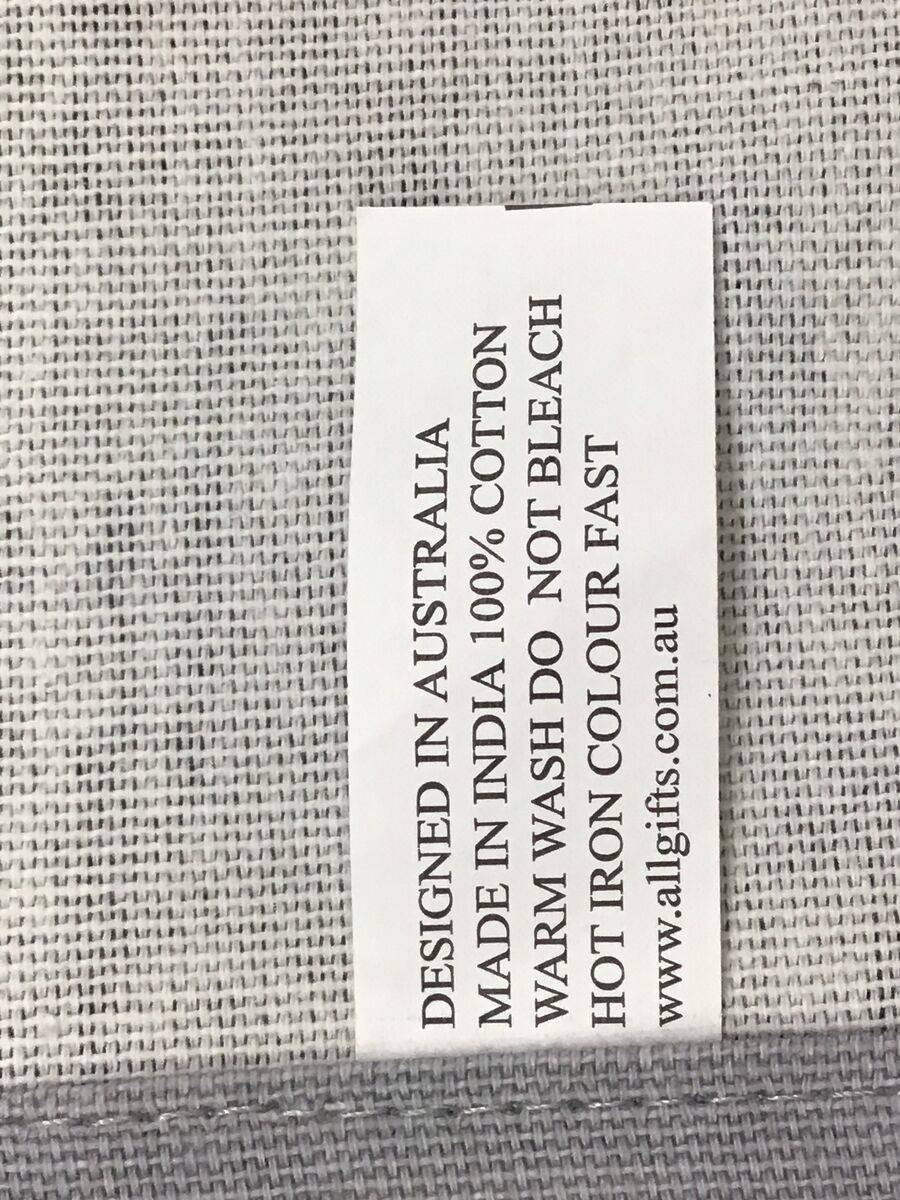 DESIGNED IN AUSTRALIA
MADE IN INDIA 100% COTTON
WARM WASH DO NOT BLEACH
HOT IRON COLOUR FAST
www.allgifts.com.au